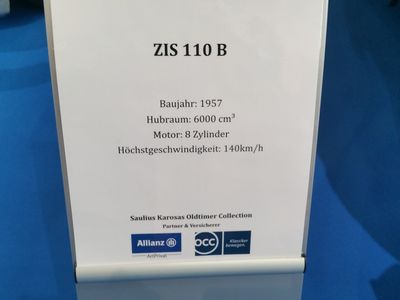 ZIS 110 B
Baujahr: 1957
Hubraum: 6000 cm³
Motor: 8 Zylinder
Höchstgeschwindigkeit: 140km/h
Saulius Karosas Oldtimer Collection
Partner & Versicherer
Allianz
ArtPrivat
OCC
Klassiker
bewegen.